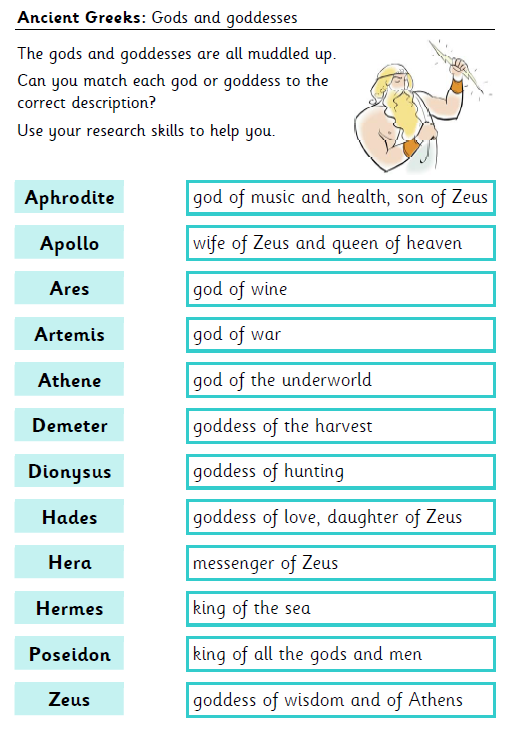 Ancient Greeks: Gods and goddesses
The gods and goddesses are all muddled up.
Can you match each god or goddess to the
correct description?
Use your research skills to help you.
Aphrodite god of music and health, son of Zeus
Apollo wife of Zeus and queen of heaven
Ares god of wine
Artemis god of war
Athene god of the underworld
Demeter goddess of the harvest
Dionysus goddess of hunting
Hades goddess of love, daughter of Zeus
Hera messenger of Zeus
Hermes king of the sea
Poseidon king of all the gods and men
Zeus goddess of wisdom and of Athens